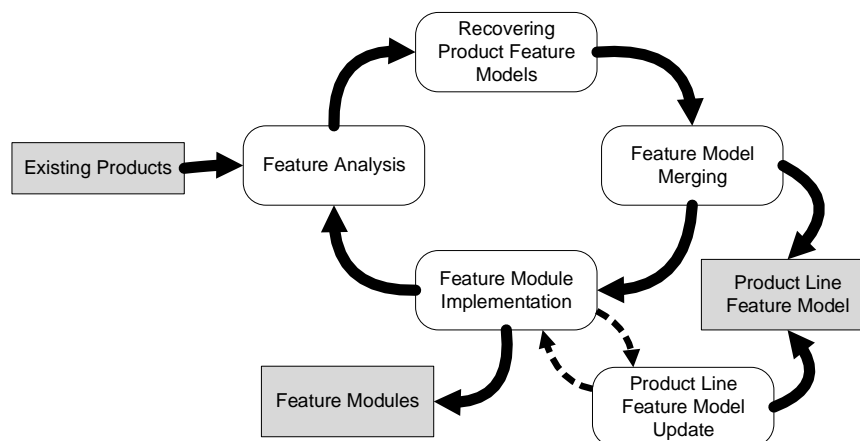 Recovering
Product Feature
Models
Existing Products
Feature Analysis
Feature Model
Merging
Feature Module
Implementation
Product Line
Feature Model
Feature Modules
Product Line
Feature Model
Update